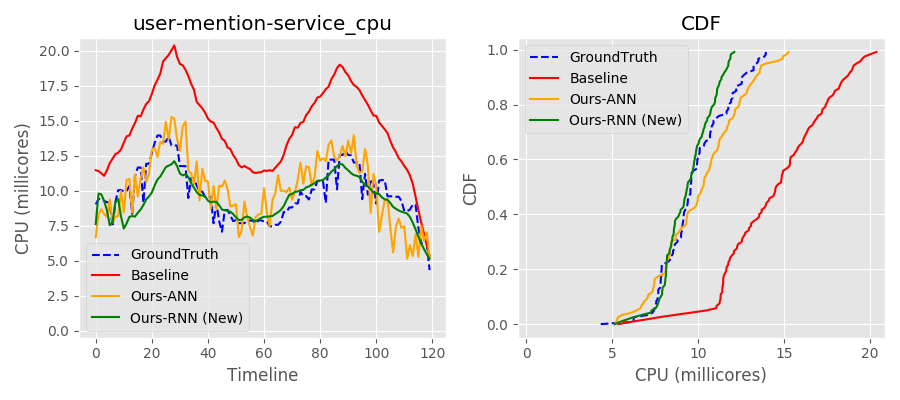 user-mention-service_cpu
CPU (millicores)
20.0
17.5
15.0
12.5
10.0
7.5
5.0
2.5
0.0
GroundTruth
Baseline
Ours-ANN
Ours-RNN (New)
0 20 40 60 80 100 120
Timeline
CDF
CDF
1.0
0.8
0.6
0.4
0.2
0.0
GroundTruth
Baseline
Ours-ANN
Ours-RNN (New)
0 5 10 15 20
CPU (millicores)